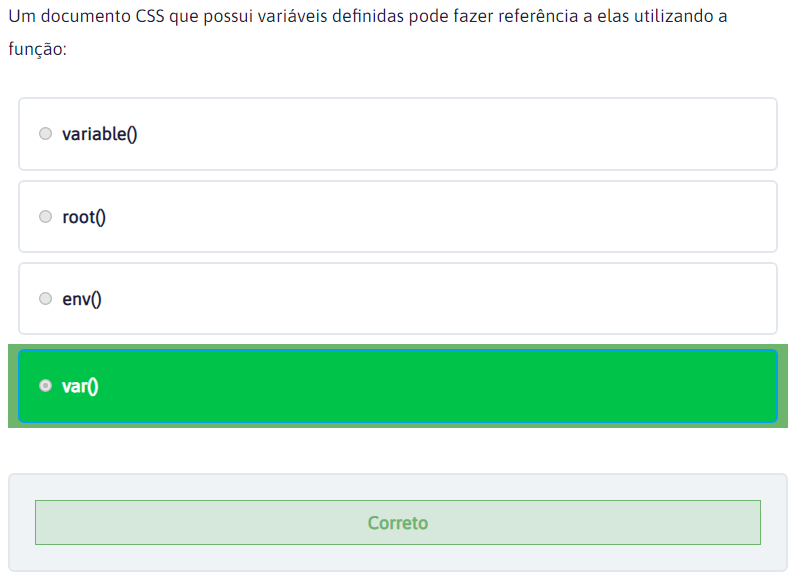 Um documento CSS que possui variáveis definidas pode fazer referência a elas utilizando a
função:
variable()
root()
env()
var()
Correto